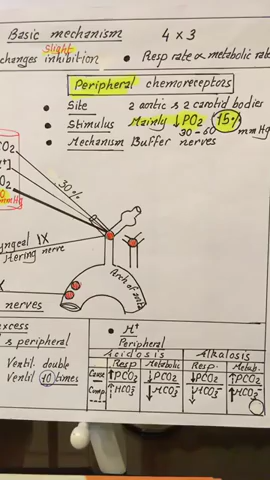 Basic mechanism 4 x 3
Slight
changes inhibition • Resp rate α metabolic rate
Peripheral chemoreceptors
• Site 2 aortic & 2 carotid bodies
• Stimulus Mainly ↓PO2 15%
30 - 60 mmHg
• Mechanism Buffer nerves
30%
mmHg
IX
Hering nerve
Arch of aorta
nerves
excess
& peripheral
Ventil. double
Ventil 10 times
• H+
Peripheral
Acidosis Alkalosis
Resp Metabolic Resp. Metab.
Cause ↑PCO2 ↓PCO2 ↑PCO2
Comp. ↑HCO3 ↓HCO3 ↓HCO3 ↑HCO3